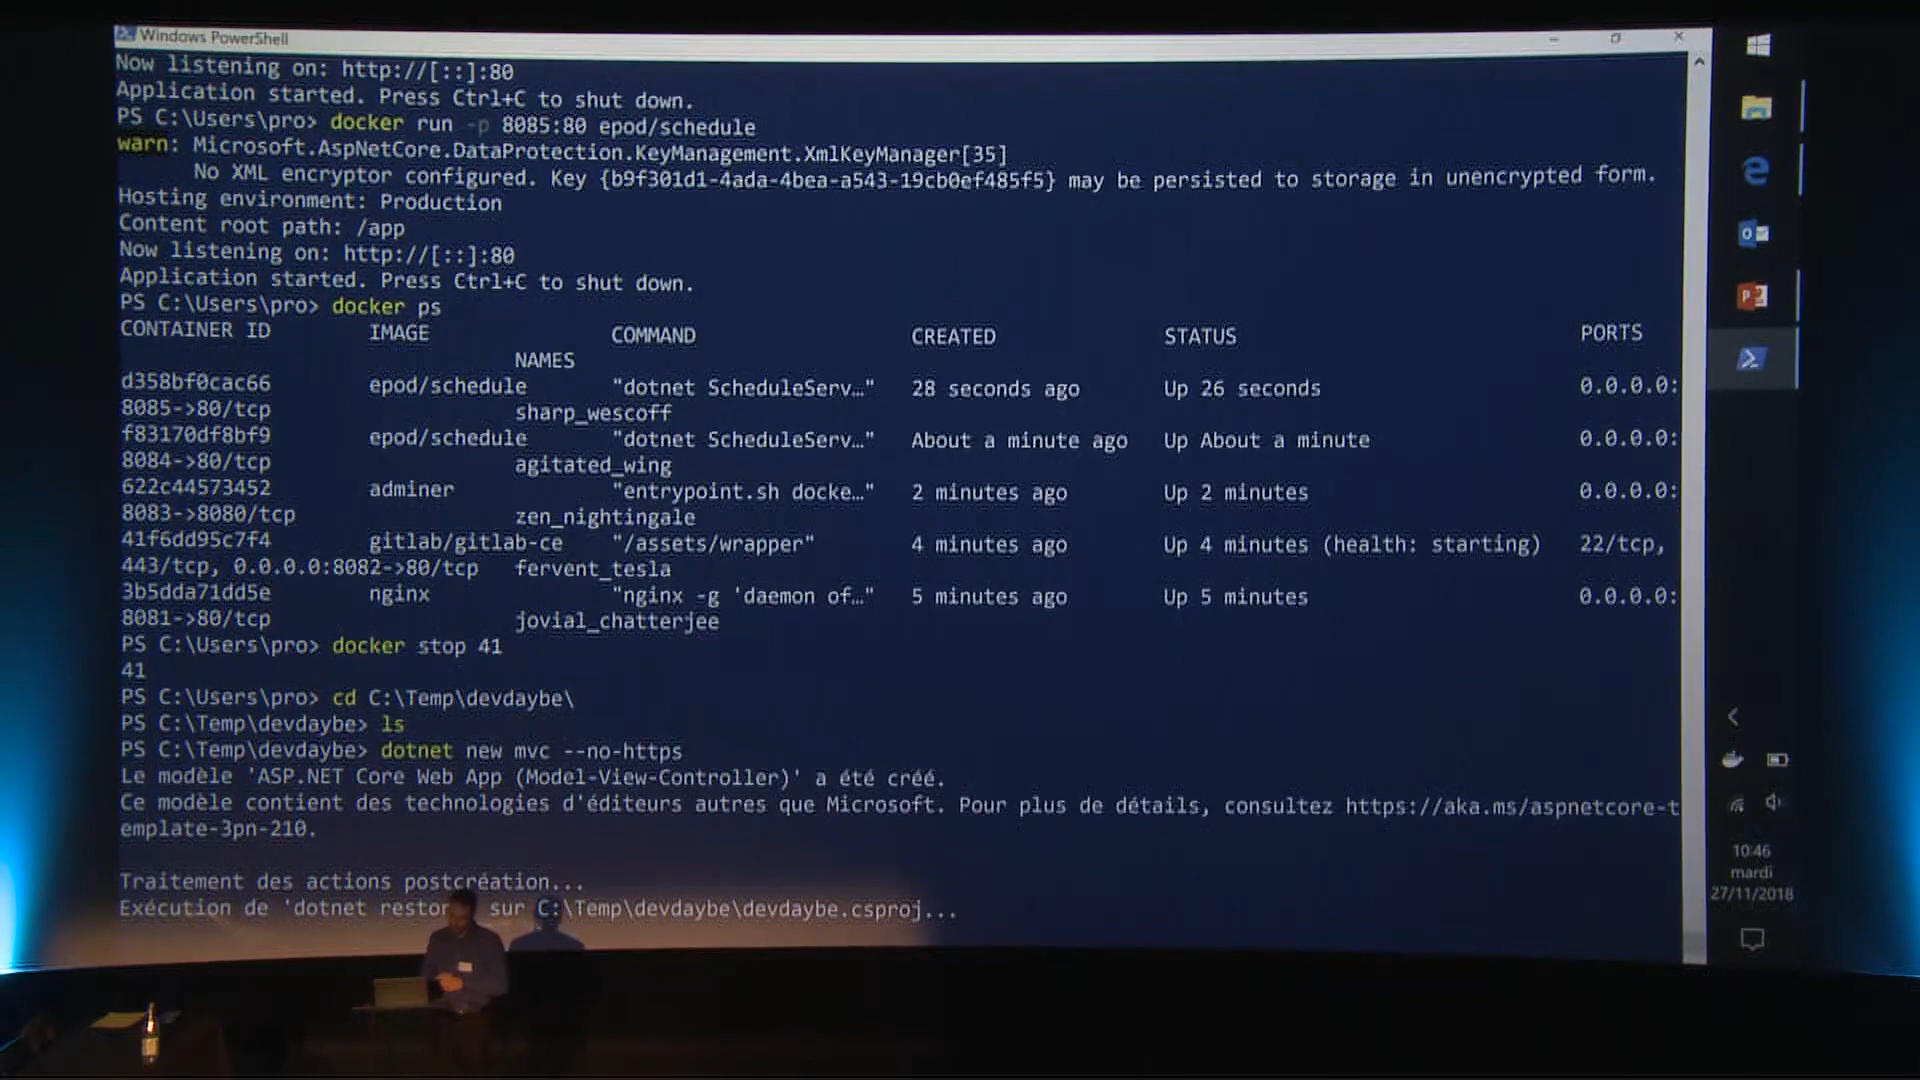 Windows PowerShell
Now listening on: http://[::]:80
Application started. Press Ctrl+C to shut down.
PS C:\Users\pro> docker run -p 8085:80 epod/schedule
warn: Microsoft.AspNetCore.DataProtection.KeyManagement.XmlKeyManager[35]
No XML encryptor configured. Key {b9f301d1-4ada-4bea-a543-19cb0ef485f5} may be persisted to storage in unencrypted form.
Hosting environment: Production
Content root path: /app
Now listening on: http://[::]:80
Application started. Press Ctrl+C to shut down.
PS C:\Users\pro> docker ps
CONTAINER ID IMAGE COMMAND CREATED STATUS PORTS
NAMES
d358bf0cac66 epod/schedule "dotnet ScheduleServ…" 28 seconds ago Up 26 seconds 0.0.0.0:
8085->80/tcp sharp_wescoff
f83170df8bf9 epod/schedule "dotnet ScheduleServ…" About a minute ago Up About a minute 0.0.0.0:
8084->80/tcp agitated_wing
622c44573452 adminer "entrypoint.sh docke…" 2 minutes ago Up 2 minutes 0.0.0.0:
8083->8080/tcp zen_nightingale
41f6dd95c7f4 gitlab/gitlab-ce "/assets/wrapper" 4 minutes ago Up 4 minutes (health: starting) 22/tcp,
443/tcp, 0.0.0.0:8082->80/tcp fervent_tesla
3b5dda71dd5e nginx "nginx -g 'daemon of…" 5 minutes ago Up 5 minutes 0.0.0.0:
8081->80/tcp jovial_chatterjee
PS C:\Users\pro> docker stop 41
41
PS C:\Users\pro> cd C:\Temp\devdaybe\
PS C:\Temp\devdaybe> ls
PS C:\Temp\devdaybe> dotnet new mvc --no-https
Le modèle 'ASP.NET Core Web App (Model-View-Controller)' a été créé.
Ce modèle contient des technologies d'éditeurs autres que Microsoft. Pour plus de détails, consultez https://aka.ms/aspnetcore-t
emplate-3pn-210.
Traitement des actions postcréation...
Exécution de 'dotnet restor sur C:\Temp\devdaybe\devdaybe.csproj...
10:46
mardi
27/11/2018